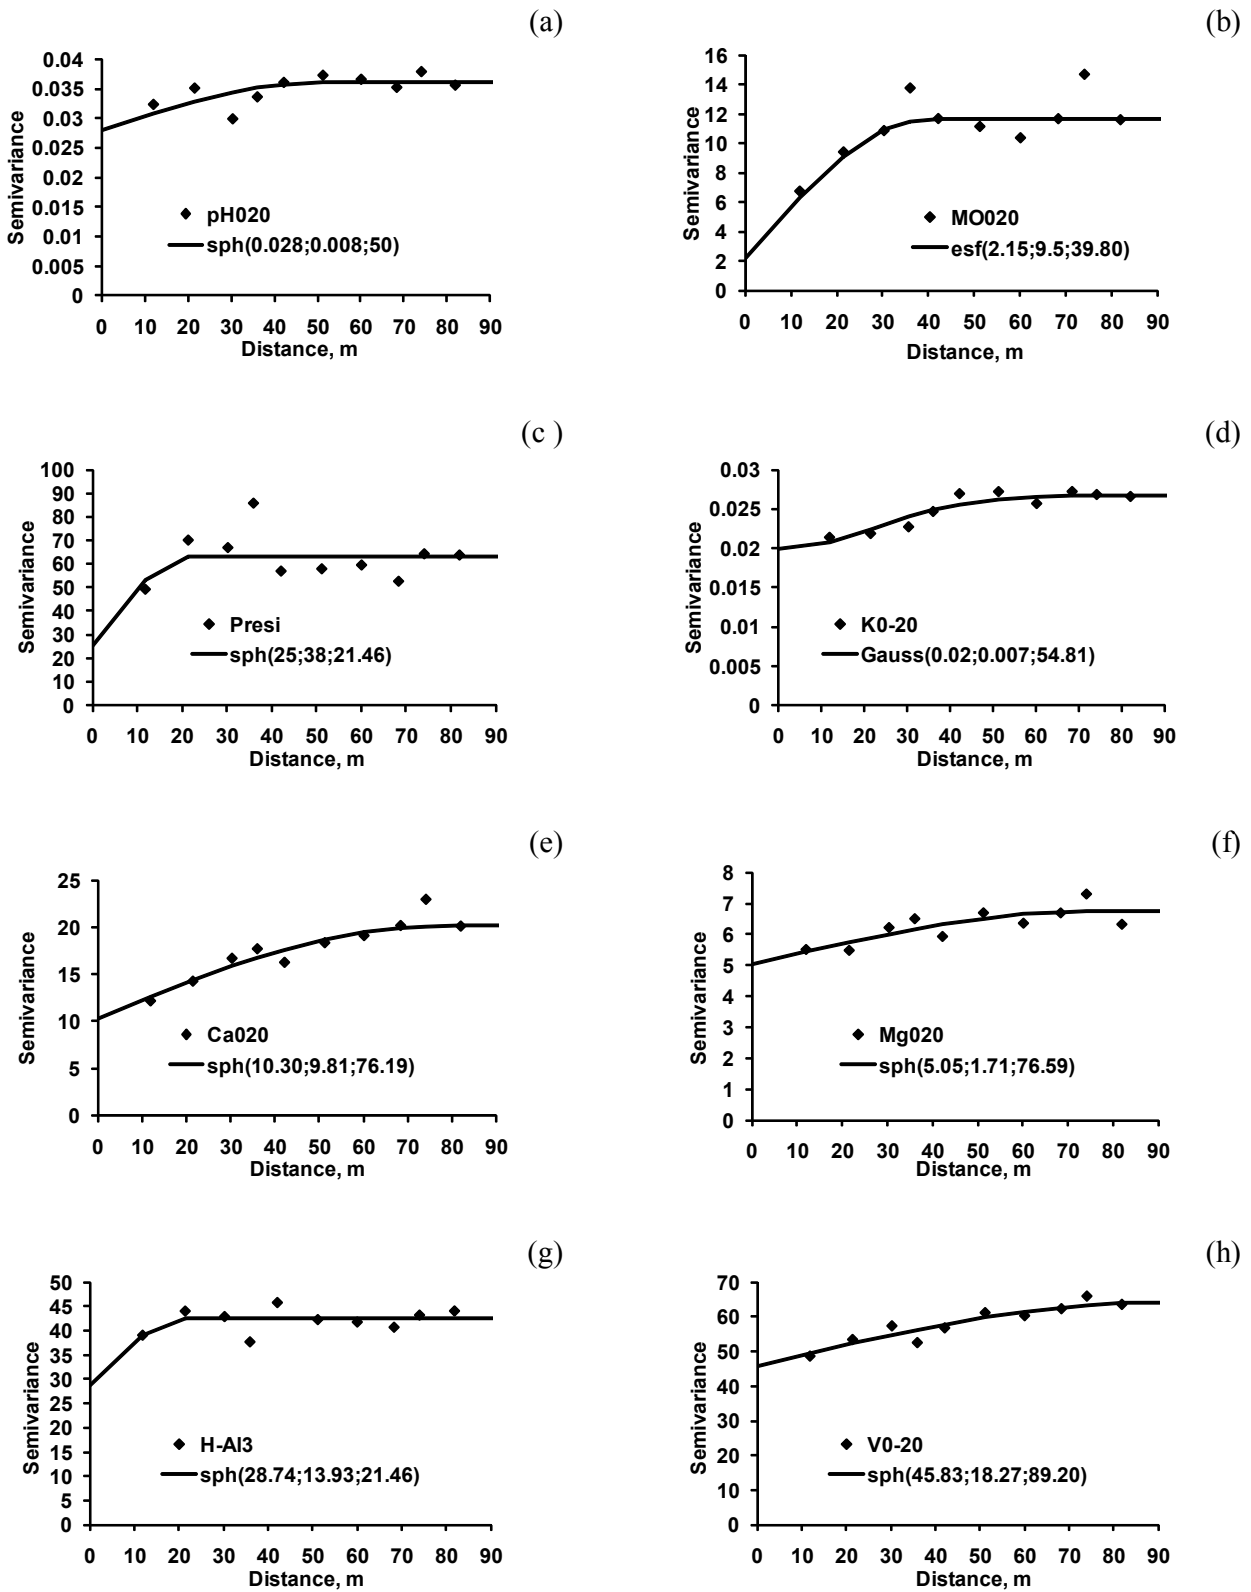 (a)
0.04
0.035
0.03
0.025
0.02
0.015
0.01
0.005
0
Semivariance
pH020
sph(0.028;0.008;50)
0 10 20 30 40 50 60 70 80 90
Distance, m
(b)
16
14
12
10
8
6
4
2
0
Semivariance
MO020
esf(2.15;9.5;39.80)
0 10 20 30 40 50 60 70 80 90
Distance, m
(c )
100
90
80
70
60
50
40
30
20
10
0
Semivariance
Presi
sph(25;38;21.46)
0 10 20 30 40 50 60 70 80 90
Distance, m
(d)
0.03
0.025
0.02
0.015
0.01
0.005
0
Semivariance
K0-20
Gauss(0.02;0.007;54.81)
0 10 20 30 40 50 60 70 80 90
Distance, m
(e)
25
20
15
10
5
0
Semivariance
Ca020
sph(10.30;9.81;76.19)
0 10 20 30 40 50 60 70 80 90
Distance, m
(f)
8
7
6
5
4
3
2
1
0
Semivariance
Mg020
sph(5.05;1.71;76.59)
0 10 20 30 40 50 60 70 80 90
Distance, m
(g)
50
45
40
35
30
25
20
15
10
5
0
Semivariance
H-Al3
sph(28.74;13.93;21.46)
0 10 20 30 40 50 60 70 80 90
Distance, m
(h)
70
60
50
40
30
20
10
0
Semivariance
V0-20
sph(45.83;18.27;89.20)
0 10 20 30 40 50 60 70 80 90
Distance, m